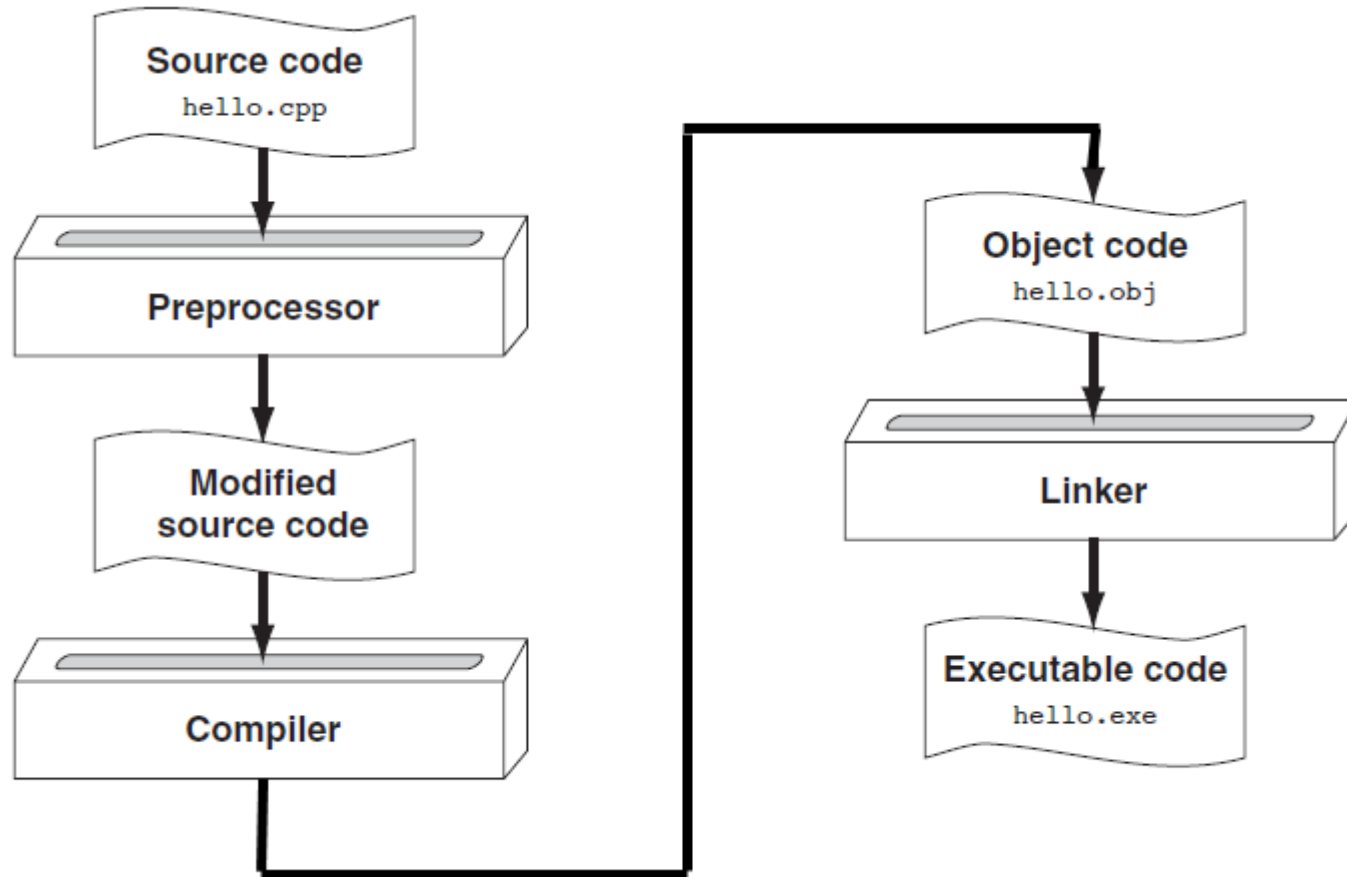 Source code
hello.cpp
Preprocessor
Modified
source code
Compiler
Object code
hello.obj
Linker
Executable code
hello.exe